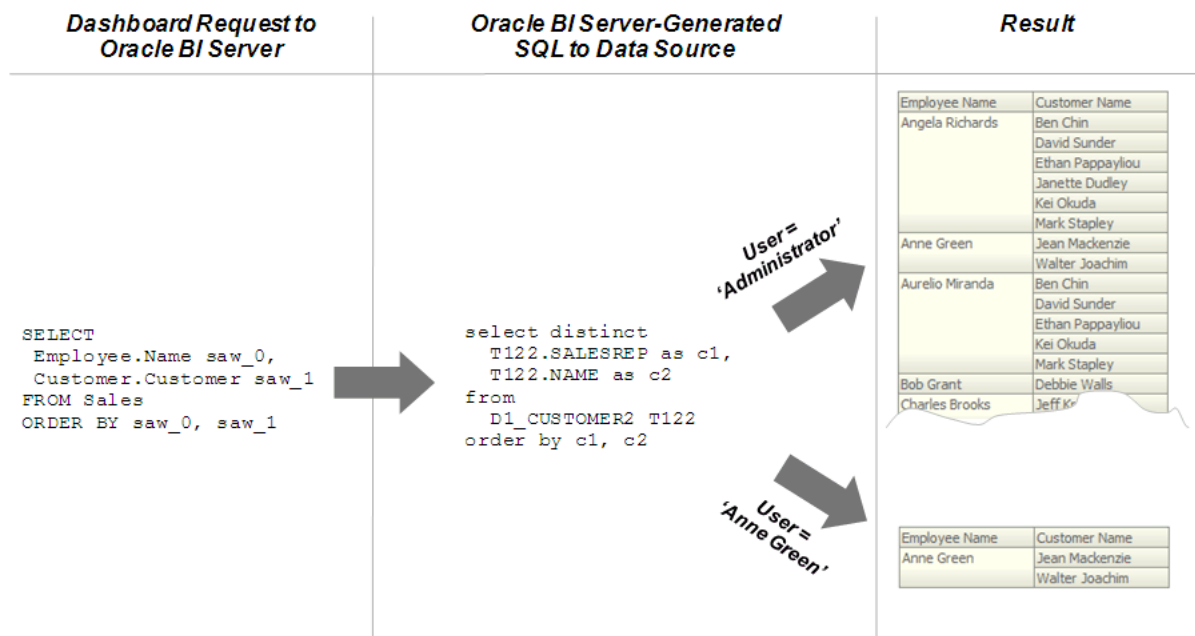 Dashboard Request to
Oracle BI Server
Oracle BI Server-Generated
SQL to Data Source
Result
SELECT
Employee.Name saw_0,
Customer.Customer saw_1
FROM Sales
ORDER BY saw_0, saw_1
select distinct
T122.SALESREP as c1,
T122.NAME as c2
from
D1_CUSTOMER2 T122
order by c1, c2
User =
‘Administrator’
User =
‘Anne Green’
Employee Name Customer Name
Angela Richards Ben Chin
David Sunder
Ethan Pappayliou
Janette Dudley
Kei Okuda
Mark Stapley
Anne Green Jean Mackenzie
Walter Joachim
Aurelio Miranda Ben Chin
David Sunder
Ethan Pappayliou
Kei Okuda
Mark Stapley
Bob Grant Debbie Walls
Charles Brooks Jeff
Employee Name Customer Name
Anne Green Jean Mackenzie
Walter Joachim